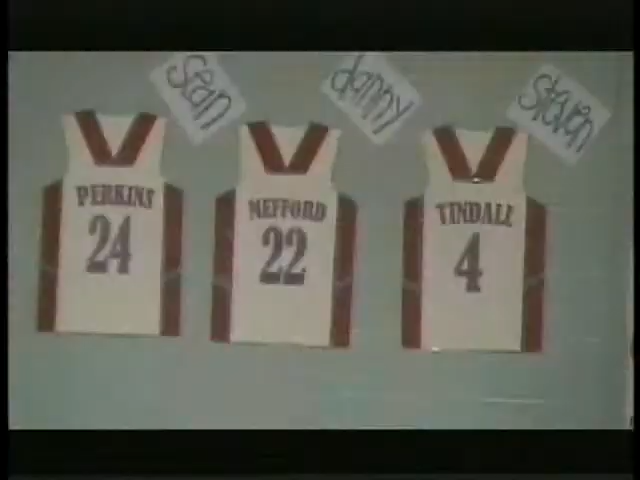 Sean
danny
Steven
PERKINS
24
MEFFORD
22
TINDALL
4